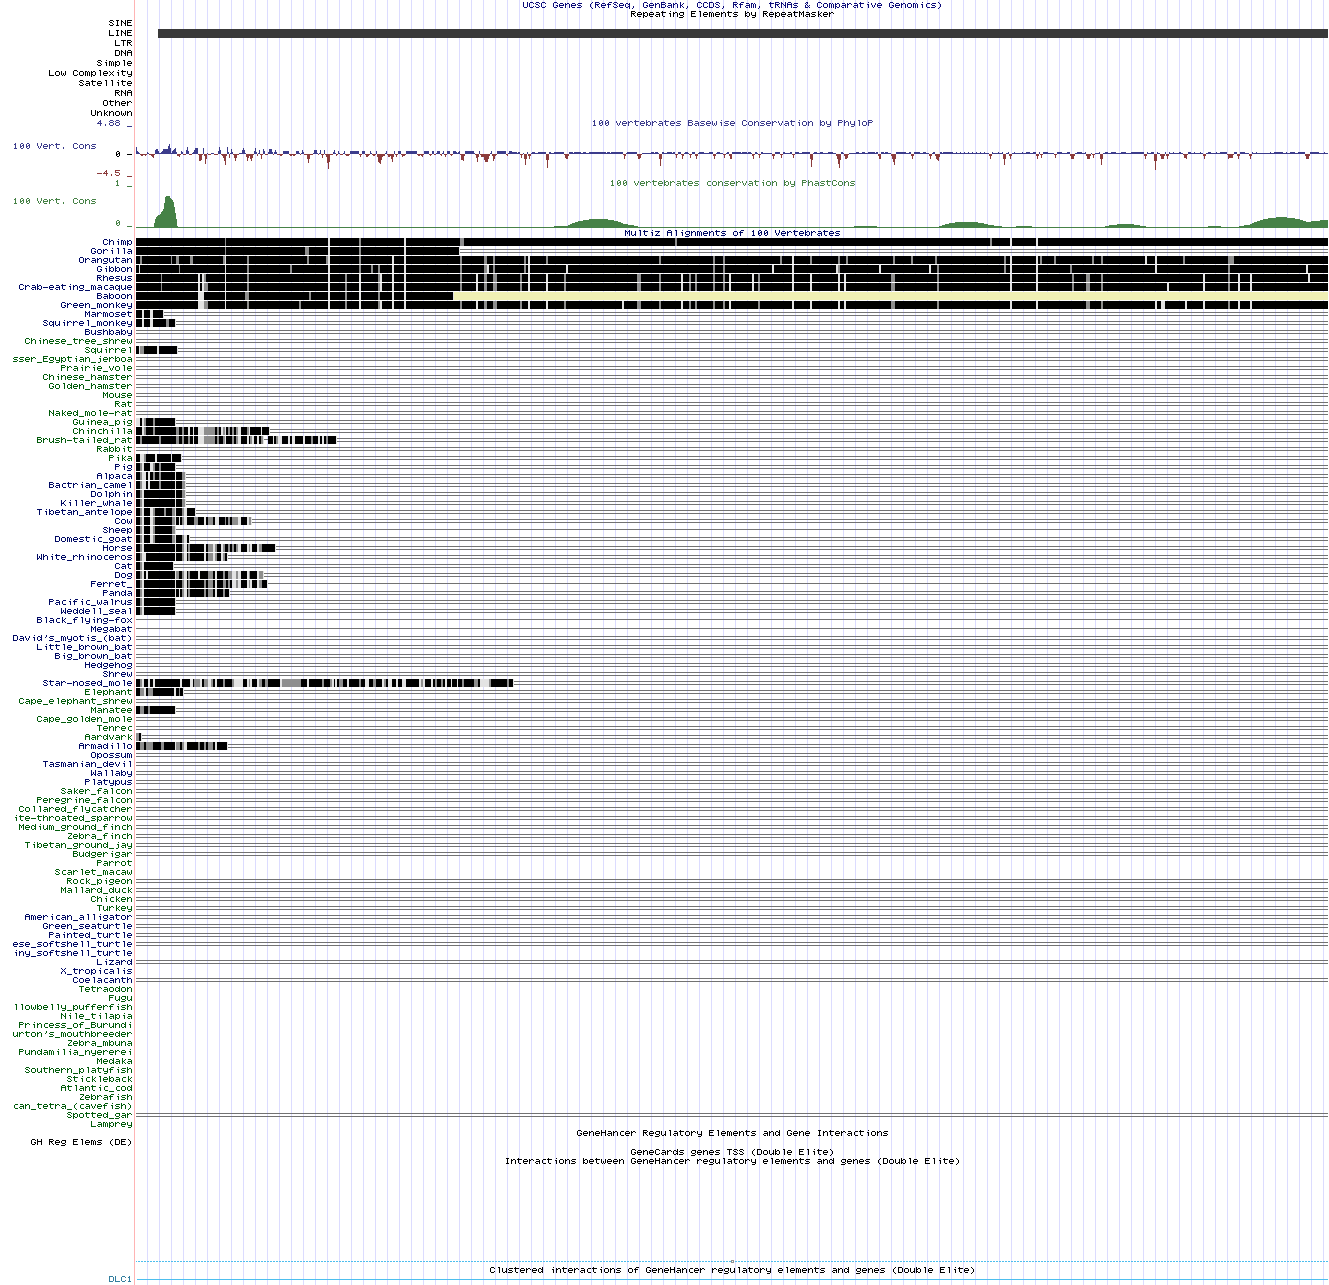 UCSC Genes (RefSeq, GenBank, CCDS, Rfam, tRNAs & Comparative Genomics)
Repeating Elements by RepeatMasker
SINE
LINE
LTR
DNA
Simple
Low Complexity
Satellite
RNA
Other
Unknown
4.88 _
100 vertebrates Basewise Conservation by PhyloP
100 Vert. Cons
0 _
-4.5 _
1 _
100 vertebrates conservation by PhastCons
100 Vert. Cons
0 _
Multiz Alignments of 100 Vertebrates
Chimp
Gorilla
Orangutan
Gibbon
Rhesus
Crab-eating_macaque
Baboon
Green_monkey
Marmoset
Squirrel_monkey
Bushbaby
Chinese_tree_shrew
Squirrel
sser_Egyptian_jerboa
Prairie_vole
Chinese_hamster
Golden_hamster
Mouse
Rat
Naked_mole-rat
Guinea_pig
Chinchilla
Brush-tailed_rat
Rabbit
Pika
Pig
Alpaca
Bactrian_camel
Dolphin
Killer_whale
Tibetan_antelope
Cow
Sheep
Domestic_goat
Horse
White_rhinoceros
Cat
Dog
Ferret_
Panda
Pacific_walrus
Weddell_seal
Black_flying-fox
Megabat
David's_myotis_(bat)
Little_brown_bat
Big_brown_bat
Hedgehog
Shrew
Star-nosed_mole
Elephant
Cape_elephant_shrew
Manatee
Cape_golden_mole
Tenrec
Aardvark
Armadillo
Opossum
Tasmanian_devil
Wallaby
Platypus
Saker_falcon
Peregrine_falcon
Collared_flycatcher
ite-throated_sparrow
Medium_ground_finch
Zebra_finch
Tibetan_ground_jay
Budgerigar
Parrot
Scarlet_macaw
Rock_pigeon
Mallard_duck
Chicken
Turkey
American_alligator
Green_seaturtle
Painted_turtle
ese_softshell_turtle
iny_softshell_turtle
Lizard
X_tropicalis
Coelacanth
Tetraodon
Fugu
llowbelly_pufferfish
Nile_tilapia
Princess_of_Burundi
urton's_mouthbreeder
Zebra_mbuna
Pundamilia_nyererei
Medaka
Southern_platyfish
Stickleback
Atlantic_cod
Zebrafish
can_tetra_(cavefish)
Spotted_gar
Lamprey
GeneHancer Regulatory Elements and Gene Interactions
GH Reg Elems (DE)
GeneCards genes TSS (Double Elite)
Interactions between GeneHancer regulatory elements and genes (Double Elite)
Clustered interactions of GeneHancer regulatory elements and genes (Double Elite)
DLC1